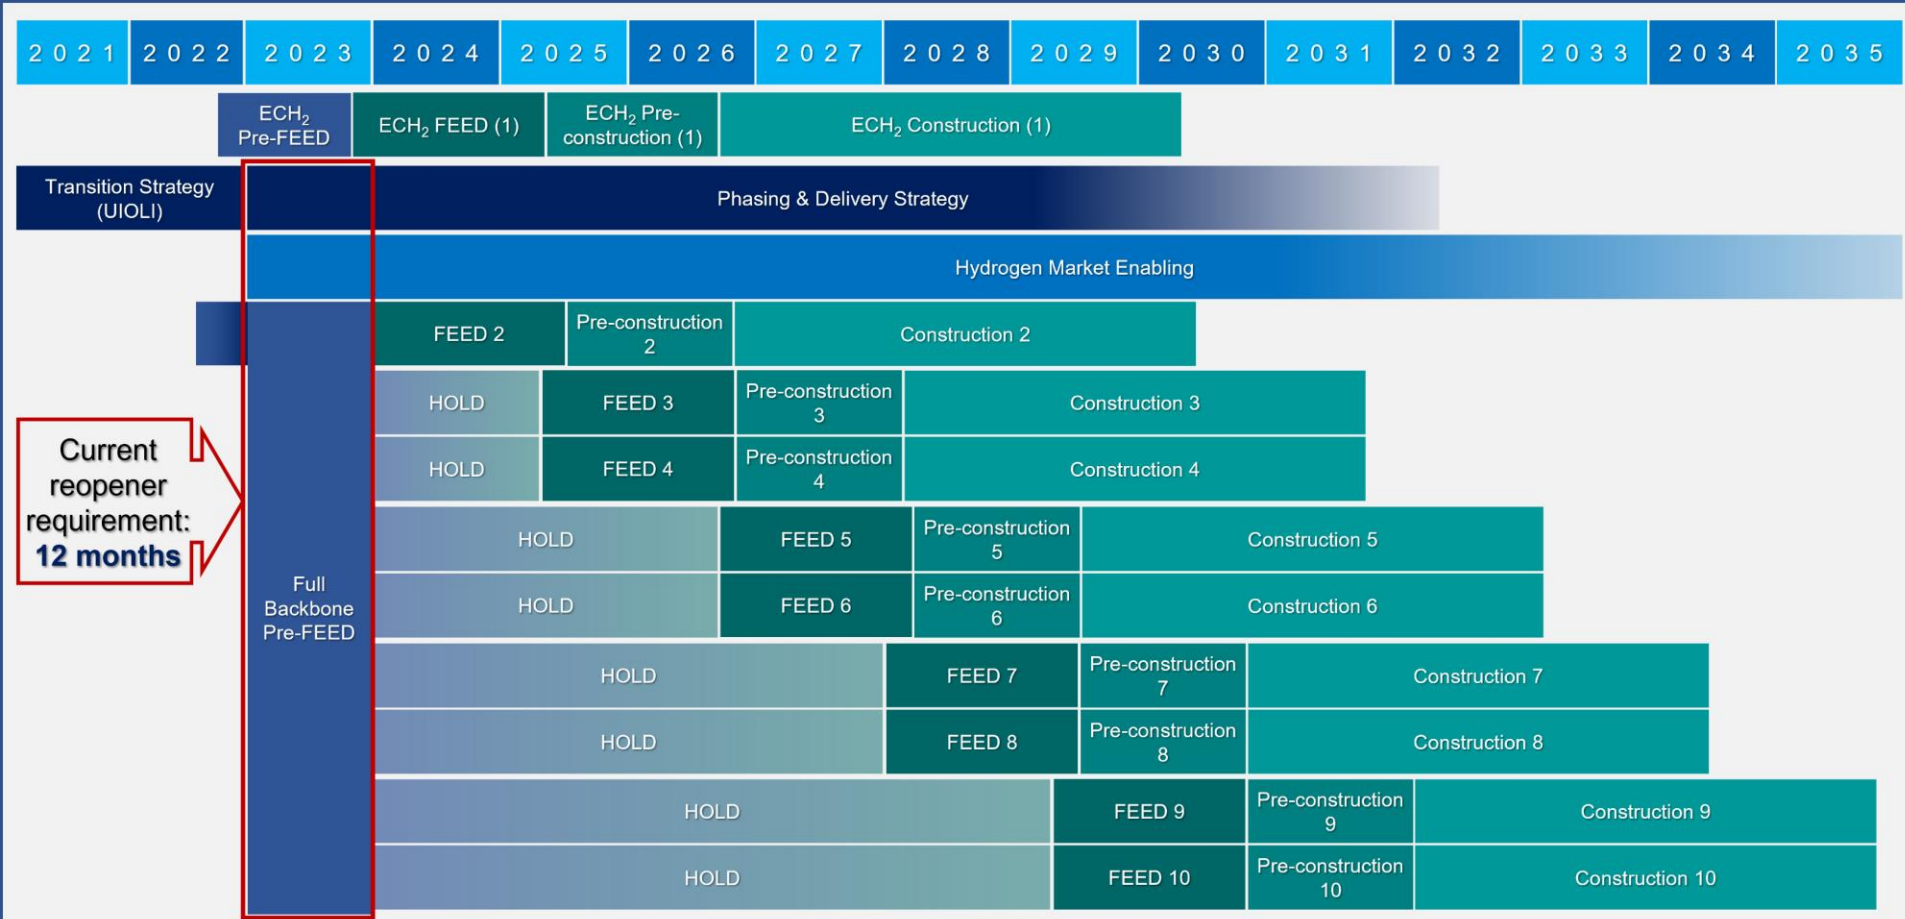 2021 2022 2023 2024 2025 2026 2027 2028 2029 2030 2031 2032 2033 2034 2035
ECH₂
Pre-FEED
ECH₂ FEED (1)
ECH₂ Pre-
construction (1)
ECH₂ Construction (1)
Transition Strategy
(UIOLI)
Phasing & Delivery Strategy
Hydrogen Market Enabling
FEED 2
Pre-construction
2
Construction 2
HOLD
FEED 3
Pre-construction
3
Construction 3
HOLD
FEED 4
Pre-construction
4
Construction 4
Current
reopener
requirement:
12 months
Full
Backbone
Pre-FEED
HOLD
FEED 5
Pre-construction
5
Construction 5
HOLD
FEED 6
Pre-construction
6
Construction 6
HOLD
FEED 7
Pre-construction
7
Construction 7
HOLD
FEED 8
Pre-construction
8
Construction 8
HOLD
FEED 9
Pre-construction
9
Construction 9
HOLD
FEED 10
Pre-construction
10
Construction 10